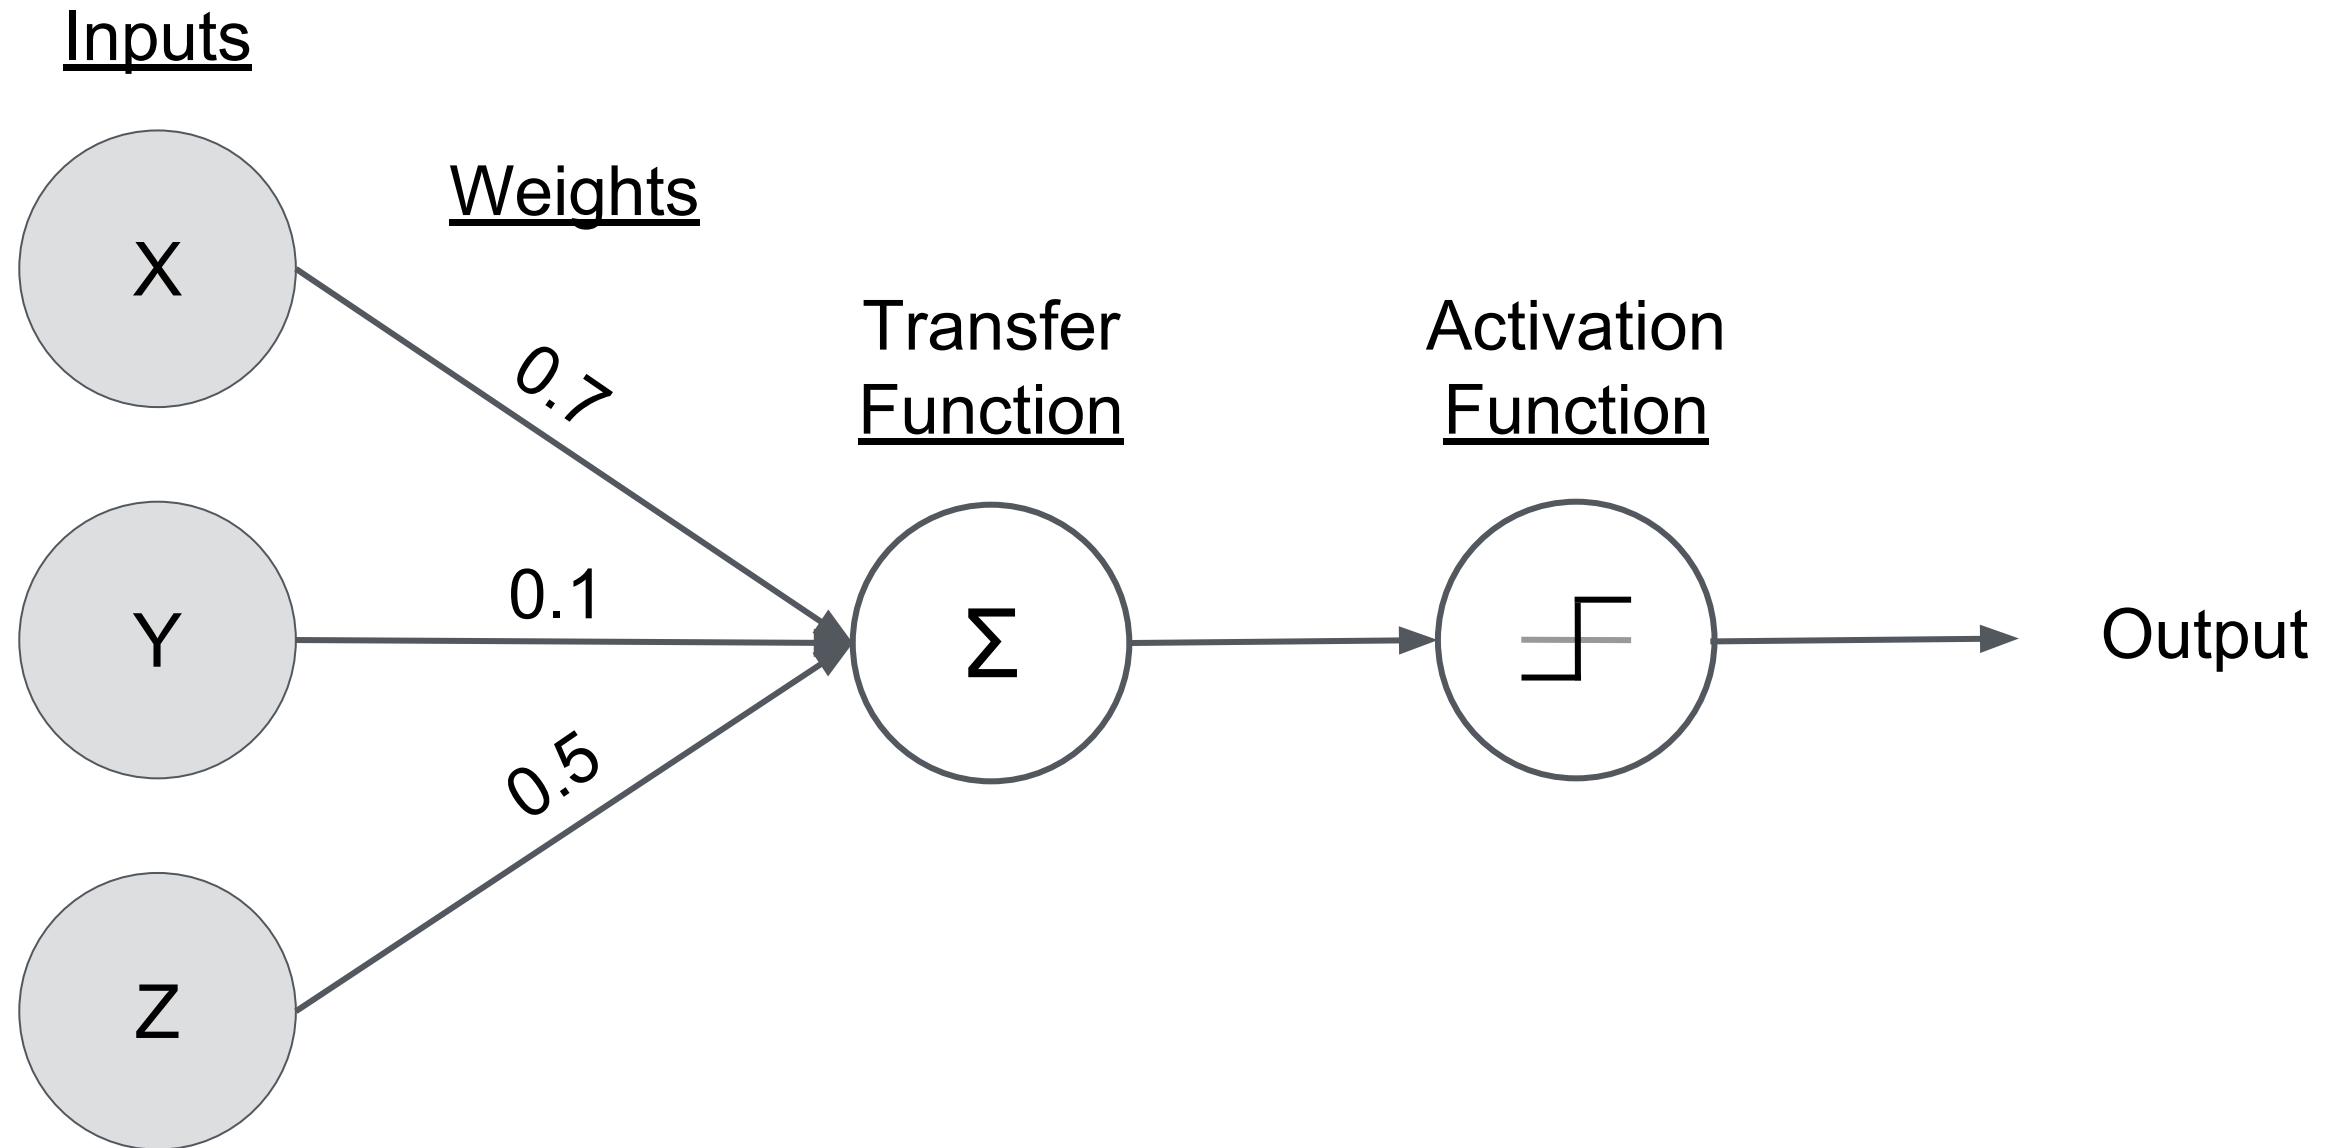 Inputs
Weights
X
Transfer
Function
Activation
Function
0.7
Y
0.1
Σ
Output
0.5
Z